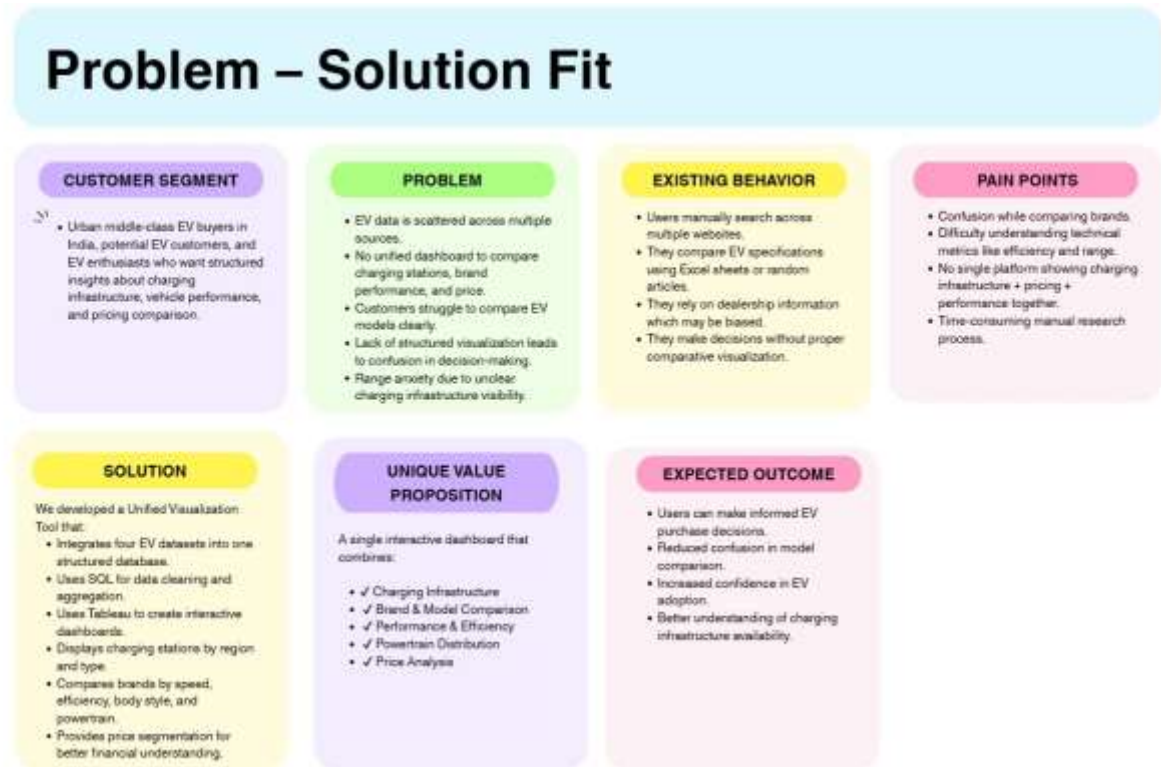 Problem – Solution Fit
CUSTOMER SEGMENT
• Urban middle-class EV buyers in
India, potential EV customers, and
EV enthusiasts who want structured
insights about charging
infrastructure, vehicle performance,
and pricing comparison.
PROBLEM
• EV data is scattered across multiple
sources.
• No unified dashboard to compare
charging stations, brand
performance, and price.
• Customers struggle to compare EV
models clearly.
• Lack of structured visualization leads
to confusion in decision-making.
• Range anxiety due to unclear
charging infrastructure visibility.
EXISTING BEHAVIOR
• Users manually search across
multiple websites.
• They compare EV specifications
using Excel sheets or random
articles.
• They rely on dealership information
which may be biased.
• They make decisions without proper
comparative visualization.
PAIN POINTS
• Confusion while comparing brands.
• Difficulty understanding technical
metrics like efficiency and range.
• No single platform showing charging
infrastructure + pricing +
performance together.
• Time-consuming manual research
process.
SOLUTION
We developed a Unified Visualization
Tool that:
• Integrates four EV datasets into one
structured database.
• Uses SQL for data cleaning and
aggregation.
• Uses Tableau to create interactive
dashboards.
• Displays charging stations by region
and type.
• Compares brands by speed,
efficiency, body style, and
powertrain.
• Provides price segmentation for
better financial understanding.
UNIQUE VALUE
PROPOSITION
A single interactive dashboard that
combines:
• ✓ Charging Infrastructure
• ✓ Brand & Model Comparison
• ✓ Performance & Efficiency
• ✓ Powertrain Distribution
• ✓ Price Analysis
EXPECTED OUTCOME
• Users can make informed EV
purchase decisions.
• Reduced confusion in model
comparison.
• Increased confidence in EV
adoption.
• Better understanding of charging
infrastructure availability.